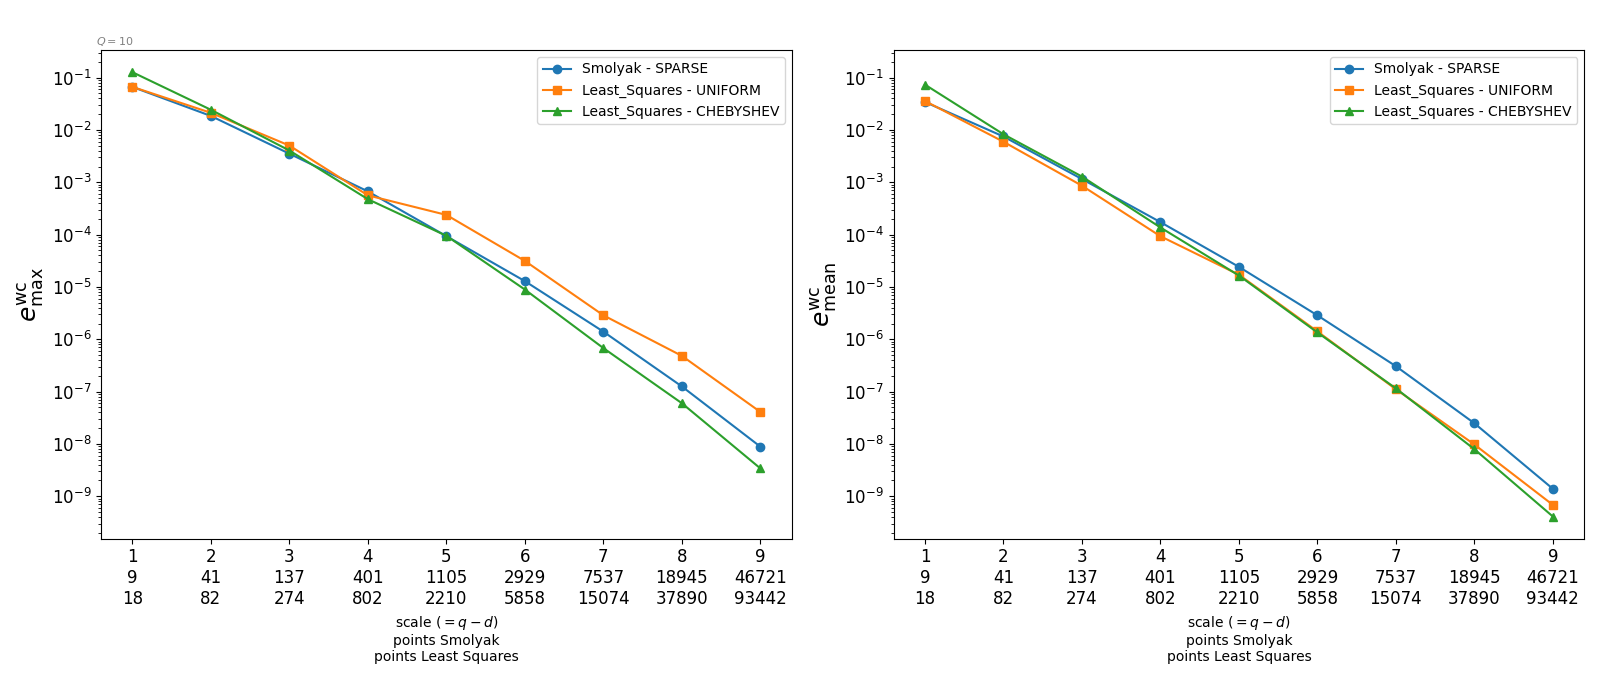 Q = 10
Smolyak - SPARSE
Least_Squares - UNIFORM
Least_Squares - CHEBYSHEV
10⁻¹
10⁻²
10⁻³
10⁻⁴
10⁻⁵
10⁻⁶
10⁻⁷
10⁻⁸
10⁻⁹
e^wc_max
1 2 3 4 5 6 7 8 9
9 41 137 401 1105 2929 7537 18945 46721
18 82 274 802 2210 5858 15074 37890 93442
scale (= q − d)
points Smolyak
points Least Squares
Smolyak - SPARSE
Least_Squares - UNIFORM
Least_Squares - CHEBYSHEV
10⁻¹
10⁻²
10⁻³
10⁻⁴
10⁻⁵
10⁻⁶
10⁻⁷
10⁻⁸
10⁻⁹
e^wc_mean
1 2 3 4 5 6 7 8 9
9 41 137 401 1105 2929 7537 18945 46721
18 82 274 802 2210 5858 15074 37890 93442
scale (= q − d)
points Smolyak
points Least Squares